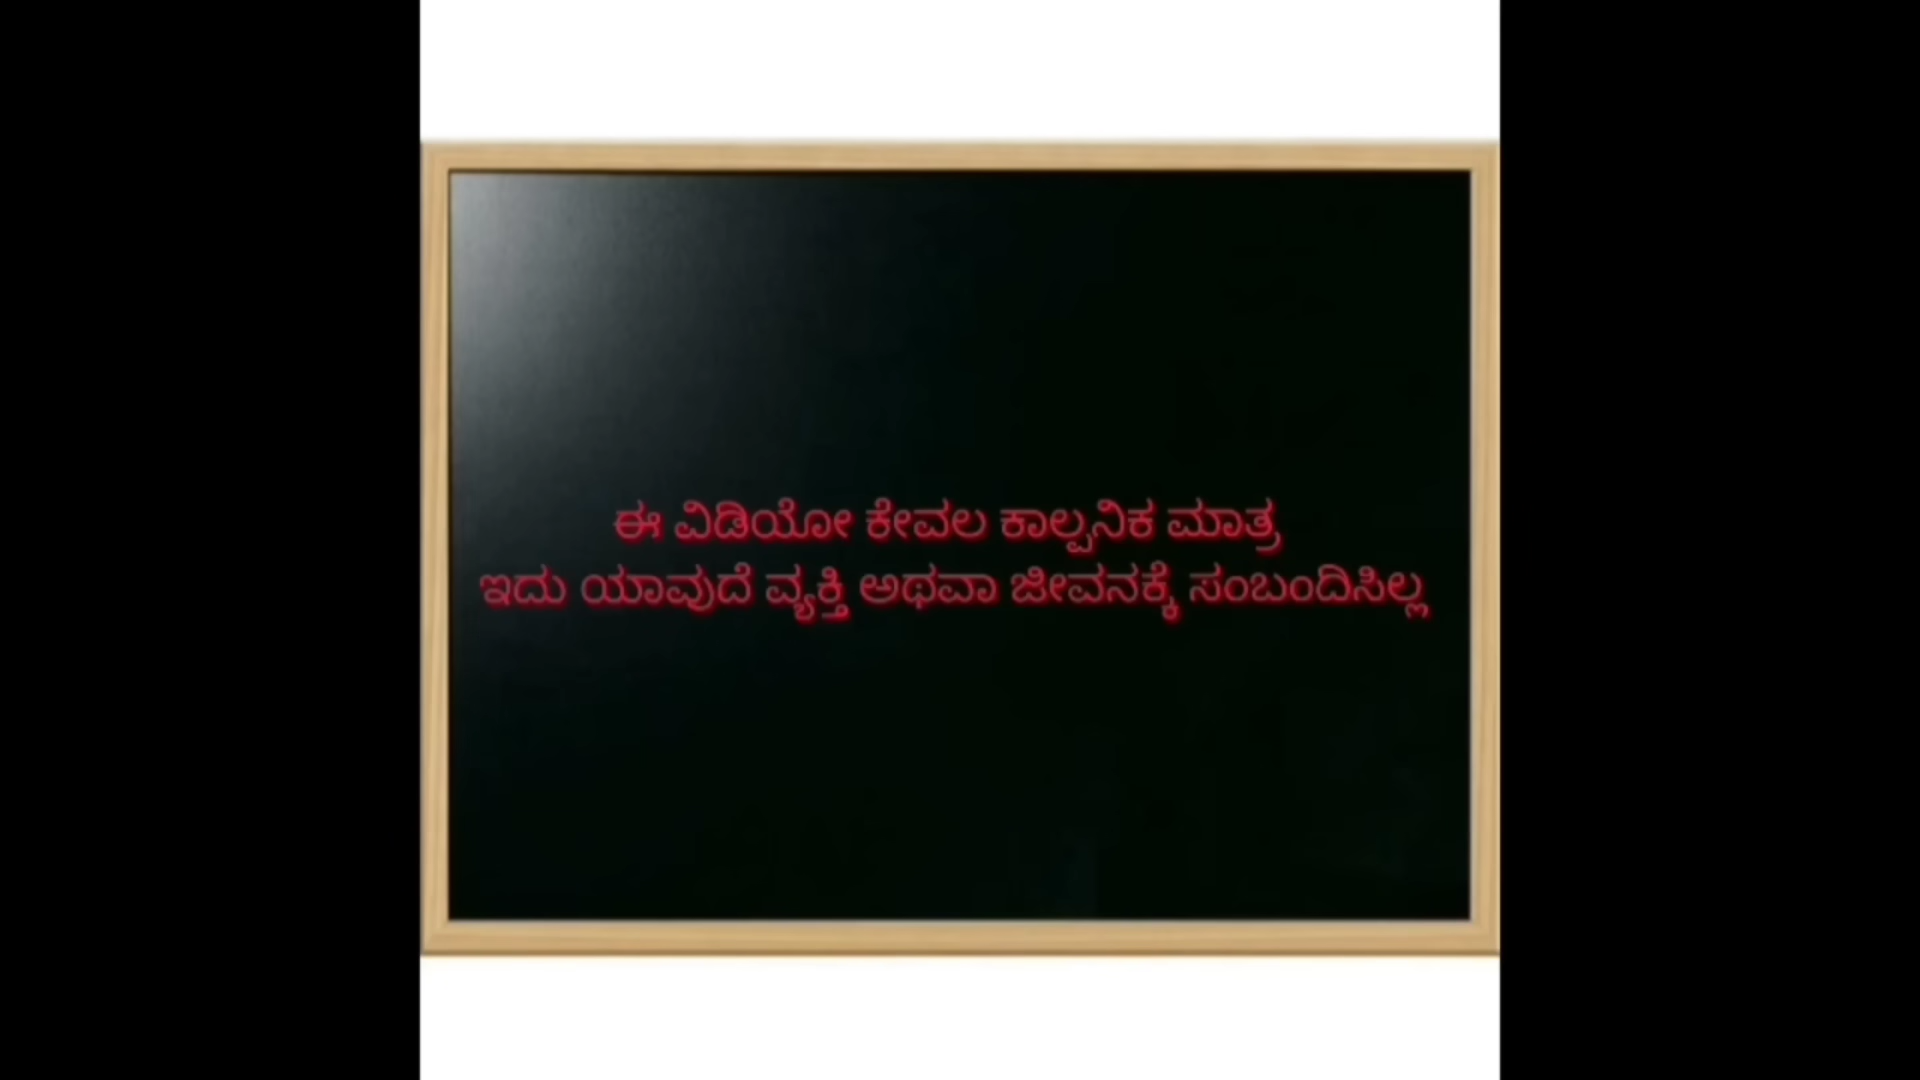 ಈ ವಿಡಿಯೋ ಕೇವಲ ಕಾಲ್ಪನಿಕ ಮಾತ್ರ
ಇದು ಯಾವುದೆ ವ್ಯಕ್ತಿ ಅಥವಾ ಜೀವನಕ್ಕೆ ಸಂಬಂದಿಸಿಲ್ಲ